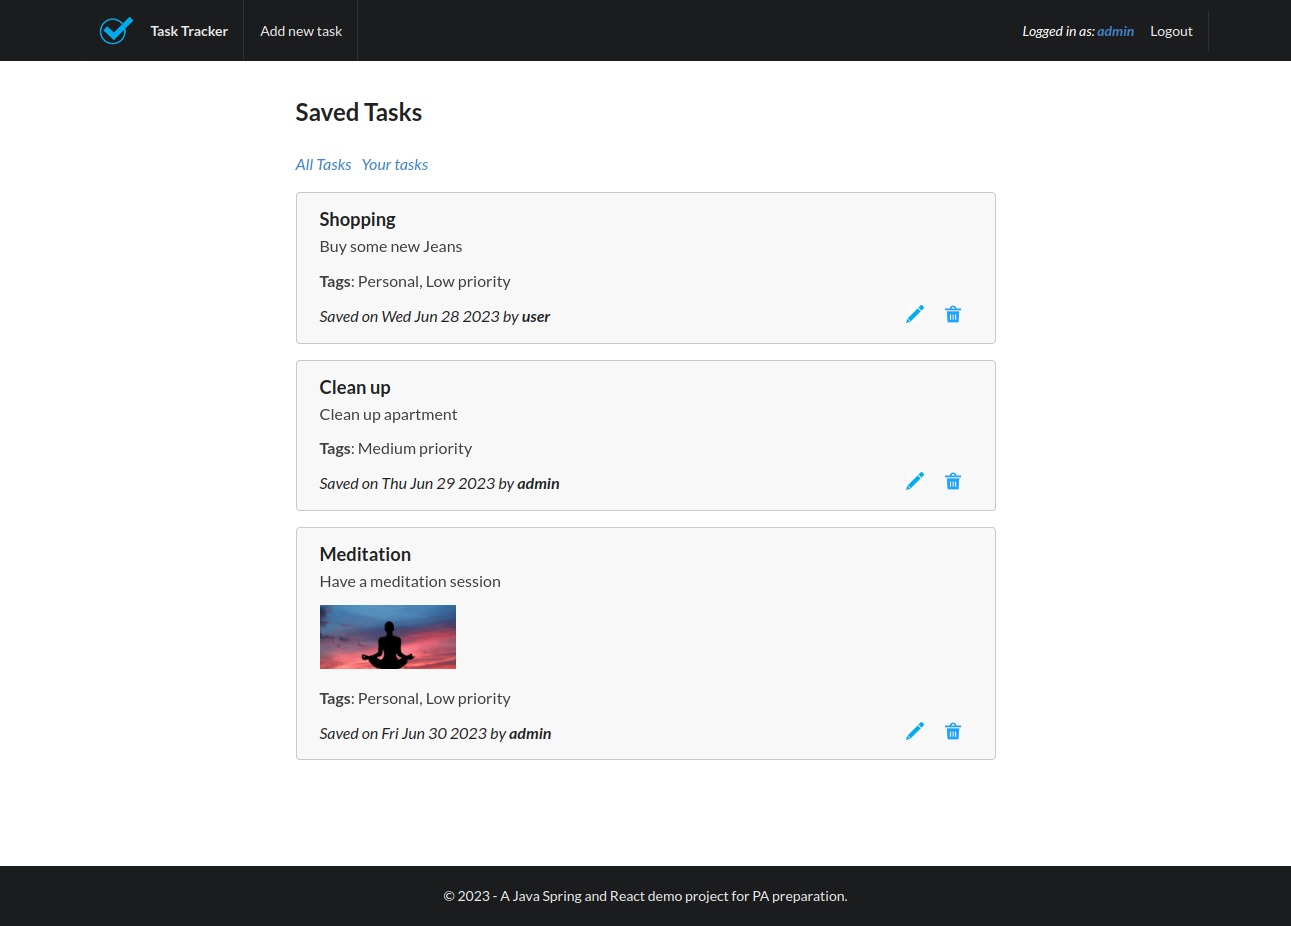 Task Tracker Add new task Logged in as: admin Logout
Saved Tasks
All Tasks Your tasks
Shopping
Buy some new Jeans
Tags: Personal, Low priority
Saved on Wed Jun 28 2023 by user
Clean up
Clean up apartment
Tags: Medium priority
Saved on Thu Jun 29 2023 by admin
Meditation
Have a meditation session
Tags: Personal, Low priority
Saved on Fri Jun 30 2023 by admin
© 2023 - A Java Spring and React demo project for PA preparation.